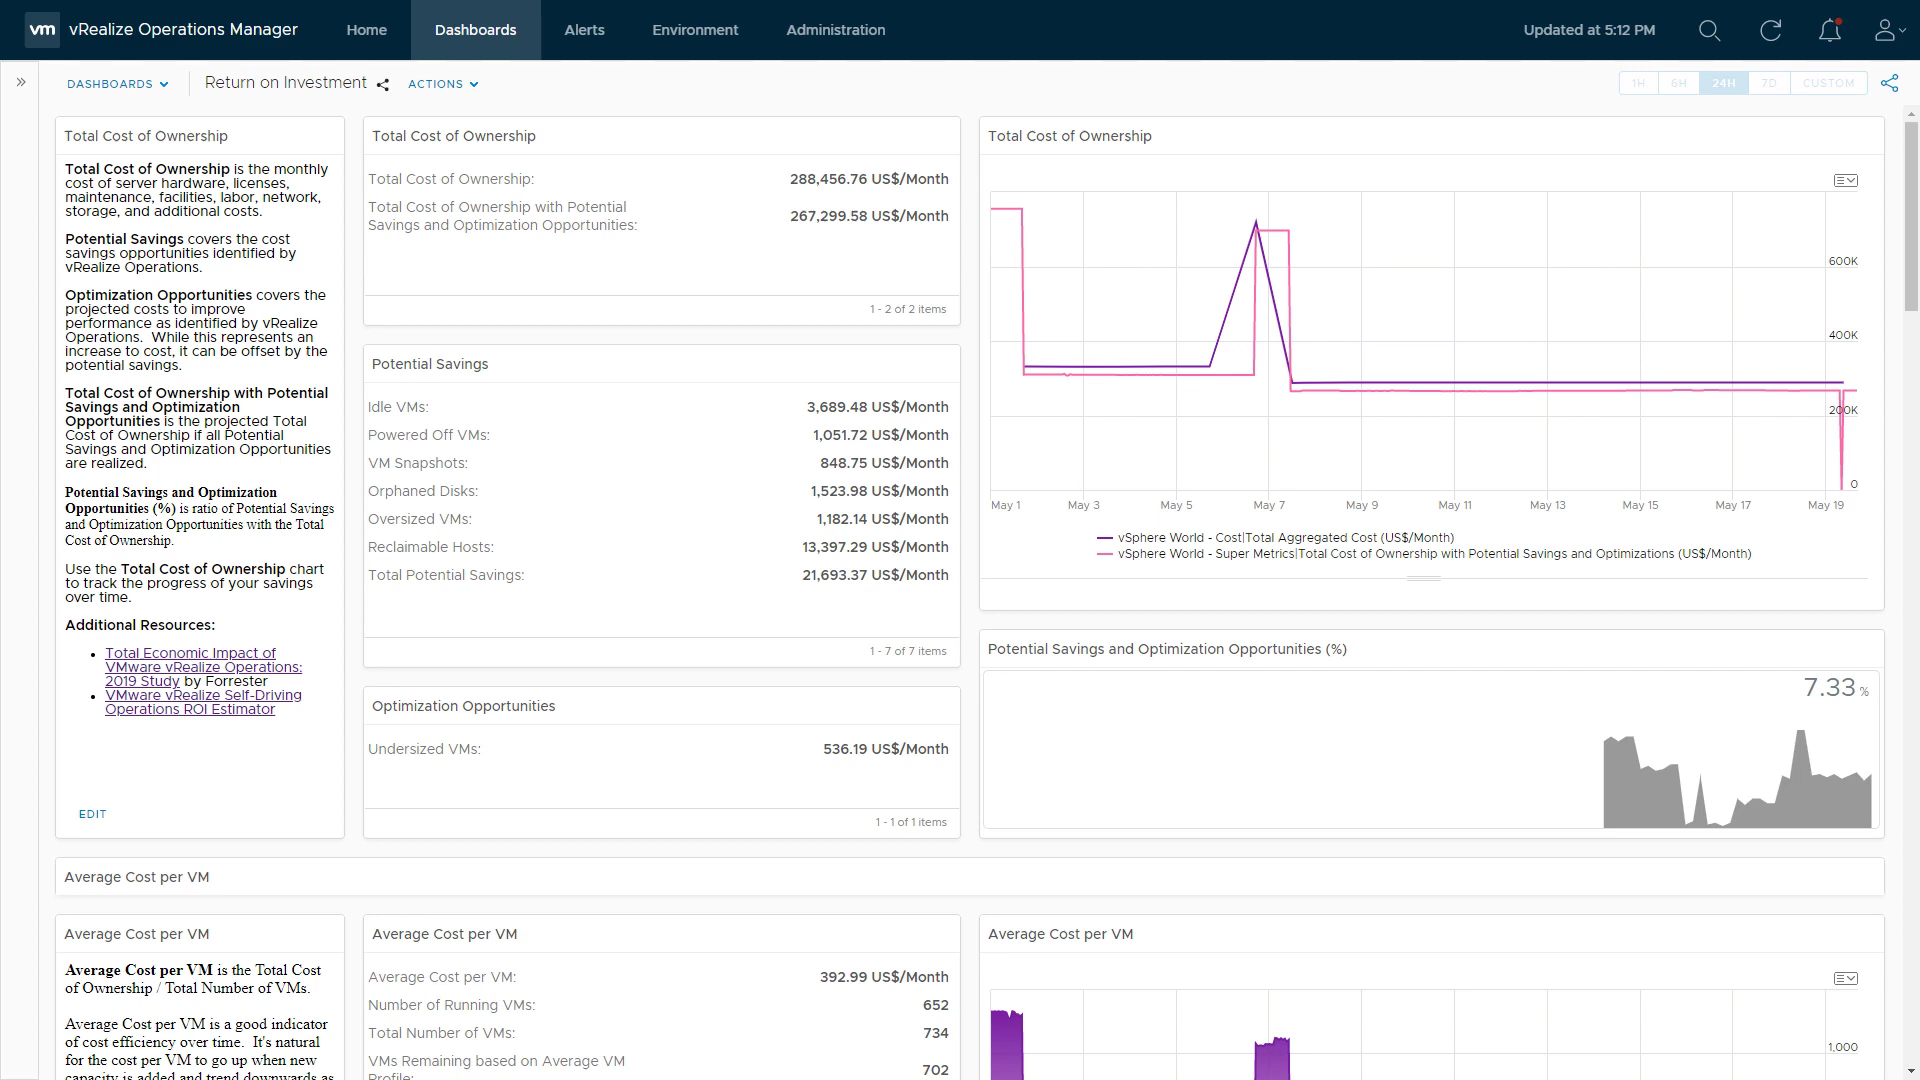 vm vRealize Operations Manager
Home
Dashboards
Alerts
Environment
Administration
Updated at 5:12 PM
DASHBOARDS
Return on Investment
ACTIONS
1H
6H
24H
7D
CUSTOM
Total Cost of Ownership
Total Cost of Ownership is the monthly
cost of server hardware, licenses,
maintenance, facilities, labor, network,
storage, and additional costs.
Potential Savings covers the cost
savings opportunities identified by
vRealize Operations.
Optimization Opportunities covers the
projected costs to improve
performance as identified by vRealize
Operations.  While this represents an
increase to cost, it can be offset by the
potential savings.
Total Cost of Ownership with Potential
Savings and Optimization
Opportunities is the projected Total
Cost of Ownership if all Potential
Savings and Optimization Opportunities
are realized.
Potential Savings and Optimization
Opportunities (%) is ratio of Potential Savings
and Optimization Opportunities with the Total
Cost of Ownership.
Use the Total Cost of Ownership chart
to track the progress of your savings
over time.
Additional Resources:
• Total Economic Impact of
VMware vRealize Operations:
2019 Study by Forrester
• VMware vRealize Self-Driving
Operations ROI Estimator
EDIT
Total Cost of Ownership
Total Cost of Ownership: 288,456.76 US$/Month
Total Cost of Ownership with Potential
Savings and Optimization Opportunities: 267,299.58 US$/Month
1 - 2 of 2 items
Potential Savings
Idle VMs: 3,689.48 US$/Month
Powered Off VMs: 1,051.72 US$/Month
VM Snapshots: 848.75 US$/Month
Orphaned Disks: 1,523.98 US$/Month
Oversized VMs: 1,182.14 US$/Month
Reclaimable Hosts: 13,397.29 US$/Month
Total Potential Savings: 21,693.37 US$/Month
1 - 7 of 7 items
Optimization Opportunities
Undersized VMs: 536.19 US$/Month
1 - 1 of 1 items
Total Cost of Ownership
600K
400K
200K
0
May 1 May 3 May 5 May 7 May 9 May 11 May 13 May 15 May 17 May 19
vSphere World - Cost|Total Aggregated Cost (US$/Month)
vSphere World - Super Metrics|Total Cost of Ownership with Potential Savings and Optimizations (US$/Month)
Potential Savings and Optimization Opportunities (%)
7.33 %
Average Cost per VM
Average Cost per VM
Average Cost per VM is the Total Cost
of Ownership / Total Number of VMs.
Average Cost per VM is a good indicator
of cost efficiency over time.  It's natural
for the cost per VM to go up when new
capacity is added and trend downwards as
Average Cost per VM
Average Cost per VM: 392.99 US$/Month
Number of Running VMs: 652
Total Number of VMs: 734
VMs Remaining based on Average VM
Profile: 702
Average Cost per VM
1,000